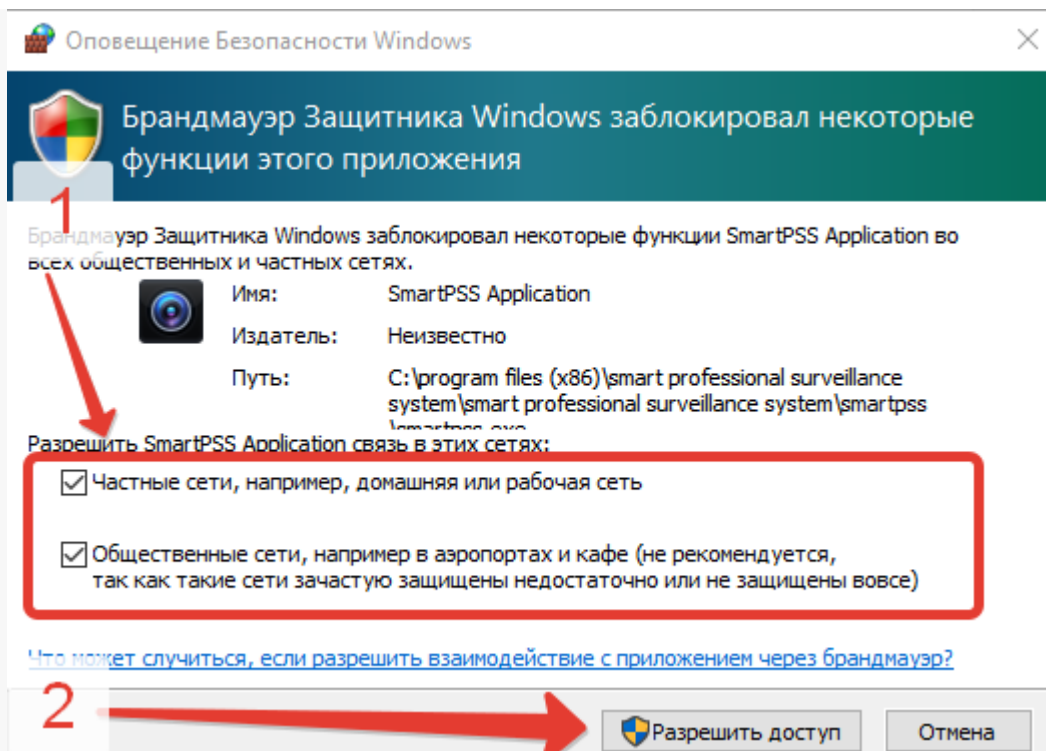 Оповещение Безопасности Windows
Брандмауэр Защитника Windows заблокировал некоторые
функции этого приложения
1
Брандмауэр Защитника Windows заблокировал некоторые функции SmartPSS Application во
всех общественных и частных сетях.
Имя: SmartPSS Application
Издатель: Неизвестно
Путь: C:\program files (x86)\smart professional surveillance
system\smart professional surveillance system\smartpss
\smartpss.exe
Разрешить SmartPSS Application связь в этих сетях:
Частные сети, например, домашняя или рабочая сеть
Общественные сети, например в аэропортах и кафе (не рекомендуется,
так как такие сети зачастую защищены недостаточно или не защищены вовсе)
Что может случиться, если разрешить взаимодействие с приложением через брандмауэр?
2
Разрешить доступ Отмена